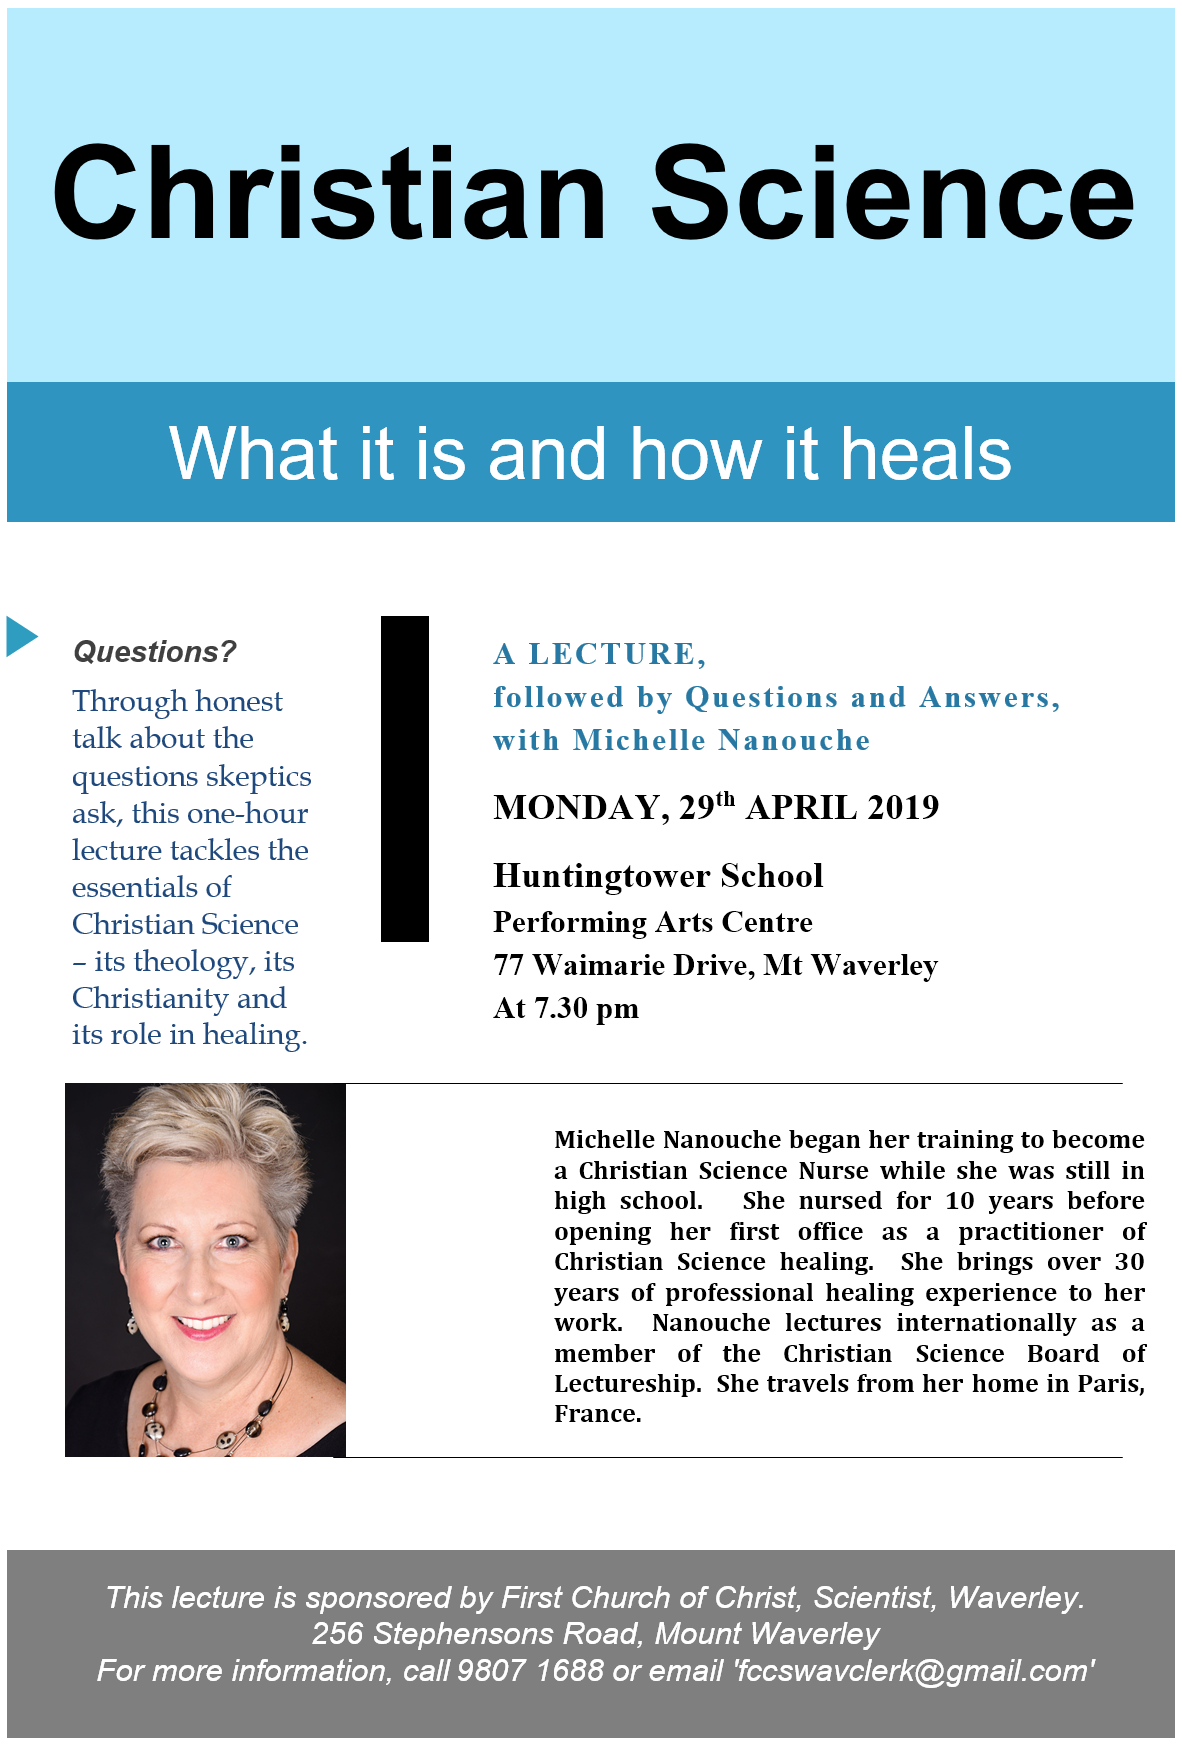 Christian Science
What it is and how it heals
Questions?
Through honest
talk about the
questions skeptics
ask, this one-hour
lecture tackles the
essentials of
Christian Science
– its theology, its
Christianity and
its role in healing.
A LECTURE,
followed by Questions and Answers,
with Michelle Nanouche
MONDAY, 29th APRIL 2019
Huntingtower School
Performing Arts Centre
77 Waimarie Drive, Mt Waverley
At 7.30 pm
Michelle Nanouche began her training to become
a Christian Science Nurse while she was still in
high school. She nursed for 10 years before
opening her first office as a practitioner of
Christian Science healing. She brings over 30
years of professional healing experience to her
work. Nanouche lectures internationally as a
member of the Christian Science Board of
Lectureship. She travels from her home in Paris,
France.
This lecture is sponsored by First Church of Christ, Scientist, Waverley.
256 Stephensons Road, Mount Waverley
For more information, call 9807 1688 or email 'fccswavclerk@gmail.com'